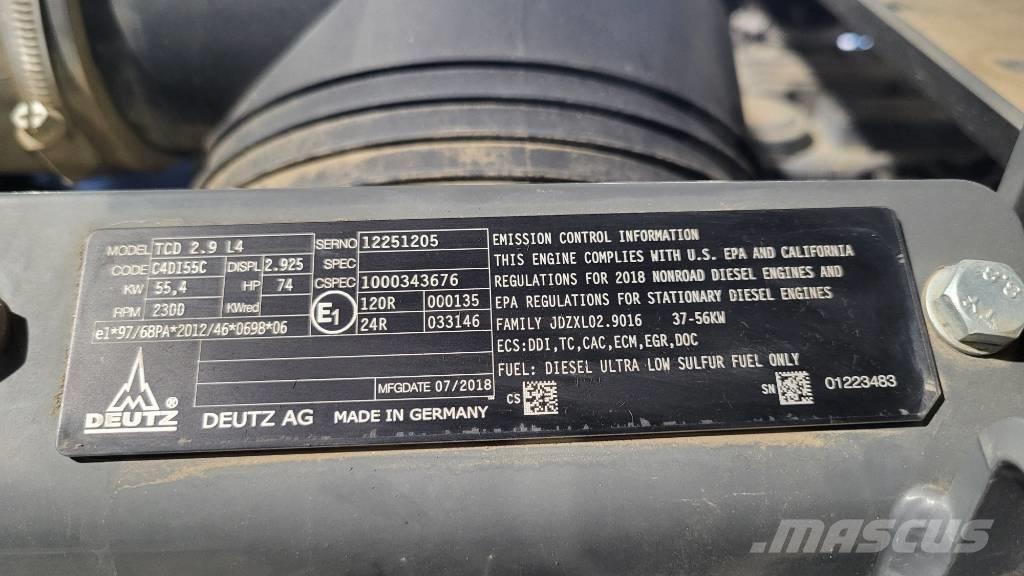 MODEL TCD 2.9 L4
CODE C4DI55C DISPL 2.925
KW 55,4 HP 74
RPM 2300 KWred
e1*97/68PA*2012/46*0698*06
SERNO 12251205
SPEC
CSPEC 1000343676
E1 120R 000135
24R 033146
MFGDATE 07/2018
DEUTZ ®
DEUTZ AG MADE IN GERMANY
EMISSION CONTROL INFORMATION
THIS ENGINE COMPLIES WITH U.S. EPA AND CALIFORNIA
REGULATIONS FOR 2018 NONROAD DIESEL ENGINES AND
EPA REGULATIONS FOR STATIONARY DIESEL ENGINES
FAMILY JDZXL02.9016 37-56KW
ECS:DDI,TC,CAC,ECM,EGR,DOC
FUEL: DIESEL ULTRA LOW SULFUR FUEL ONLY
CS SN 01223483
MASCUS